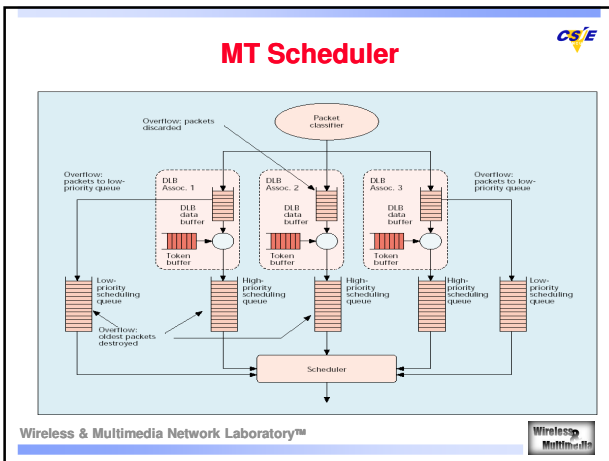 MT Scheduler
CSIE
Overflow: packets
discarded
Packet
classifier
Overflow:
packets to low-
priority queue
DLB
Assoc. 1
DLB
data
buffer
Token
buffer
DLB
Assoc. 2
DLB
data
buffer
Token
buffer
DLB
Assoc. 3
DLB
data
buffer
Token
buffer
Overflow:
packets to low-
priority queue
Low-
priority
scheduling
queue
High-
priority
scheduling
queue
High-
priority
scheduling
queue
High-
priority
scheduling
queue
Low-
priority
scheduling
queue
Overflow:
oldest packets
destroyed
Scheduler
Wireless & Multimedia Network Laboratory™
Wireless
Multimedia